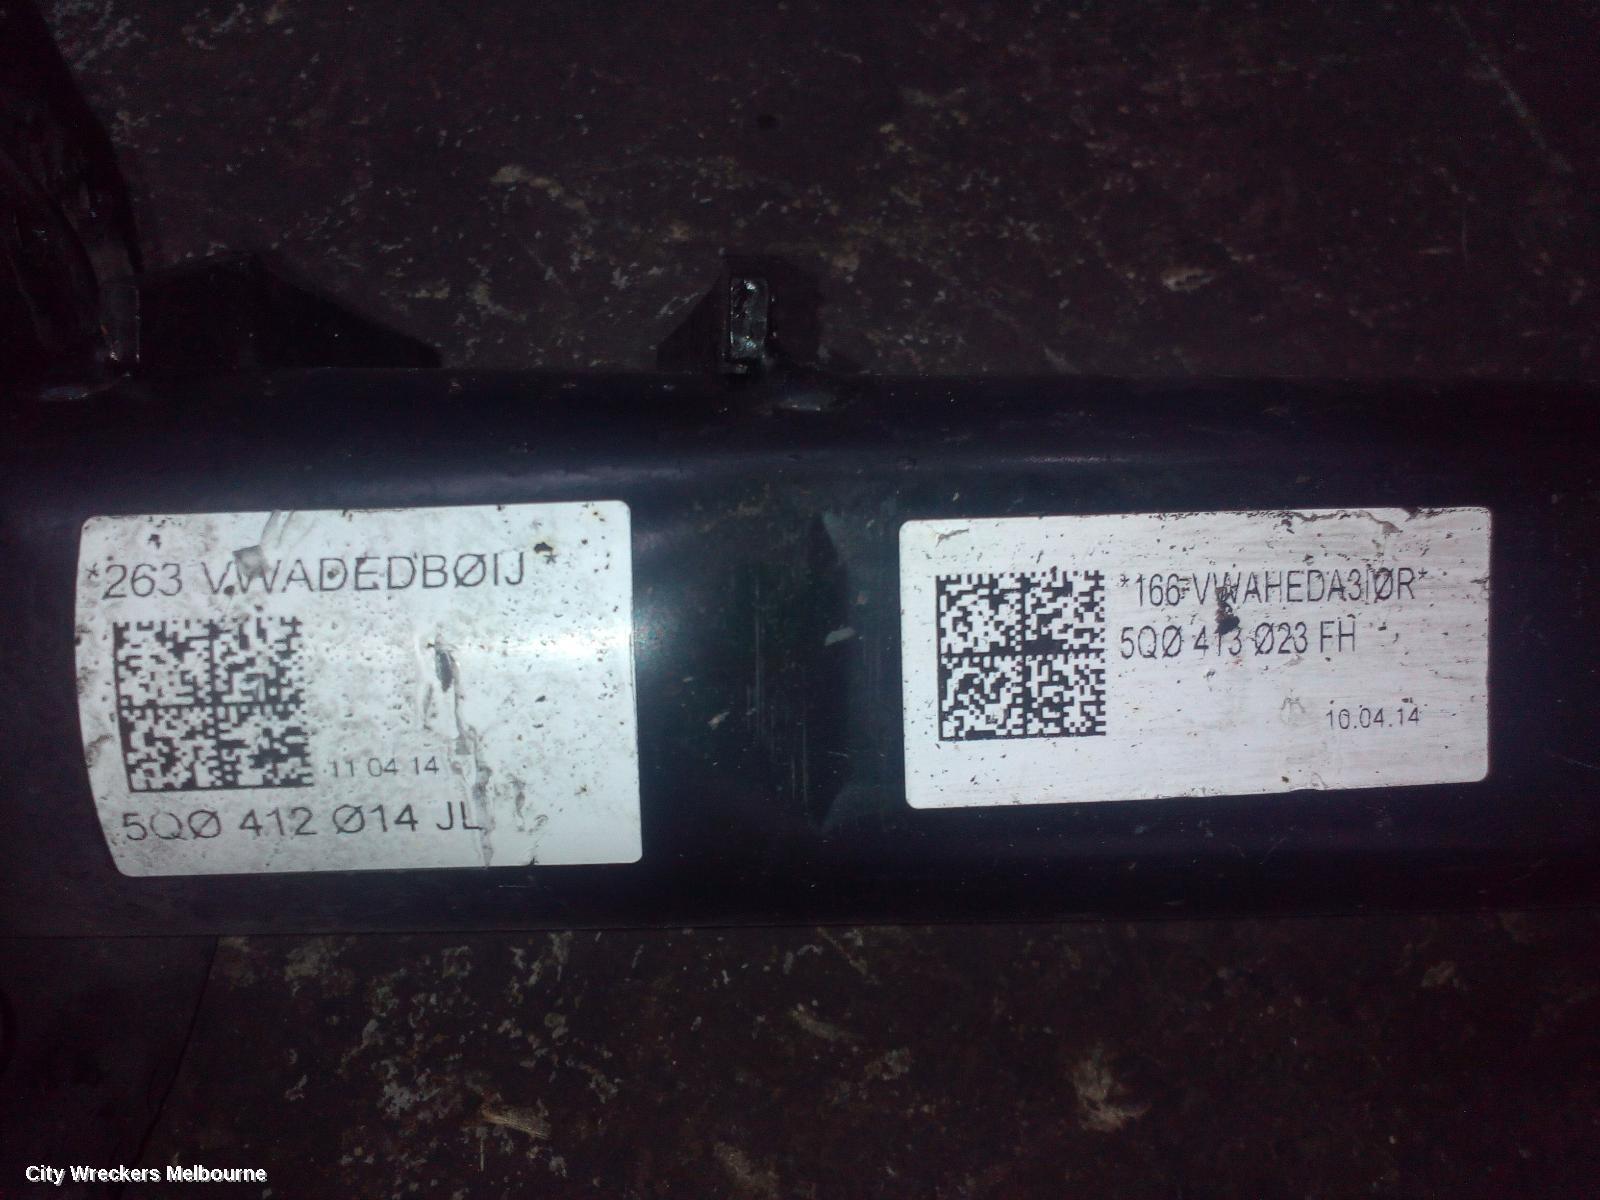 *263 VWADEDBØIJ*
11 04 14
5QØ 412 Ø14 JL
*166 VWAHEDA3IØR*
5QØ 413 Ø23 FH
10.04.14
City Wreckers Melbourne